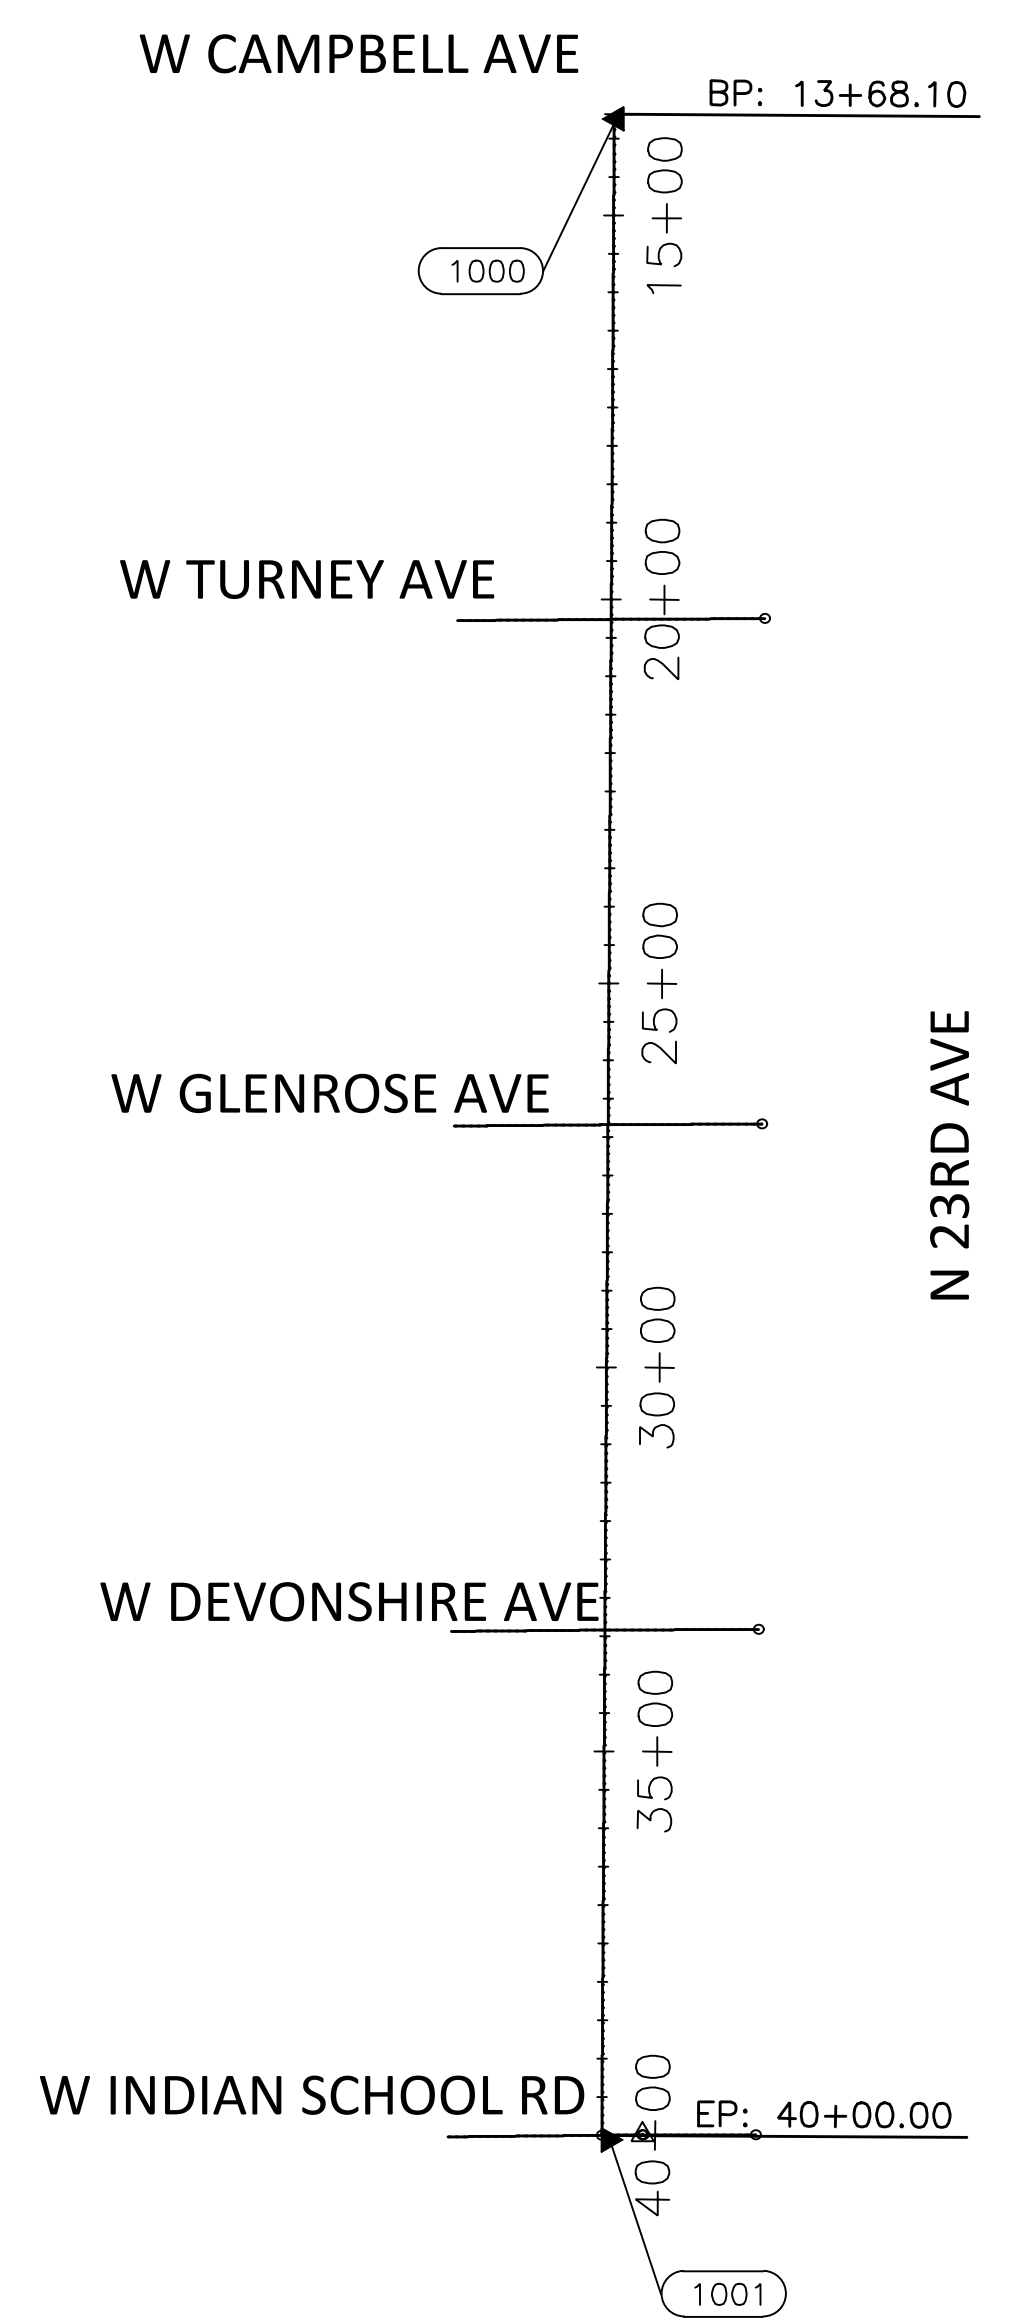 W CAMPBELL AVE
BP: 13+68.10
15+00
1000
20+00
W TURNEY AVE
25+00
N 23RD AVE
W GLENROSE AVE
30+00
W DEVONSHIRE AVE
35+00
40+00
W INDIAN SCHOOL RD
EP: 40+00.00
1001